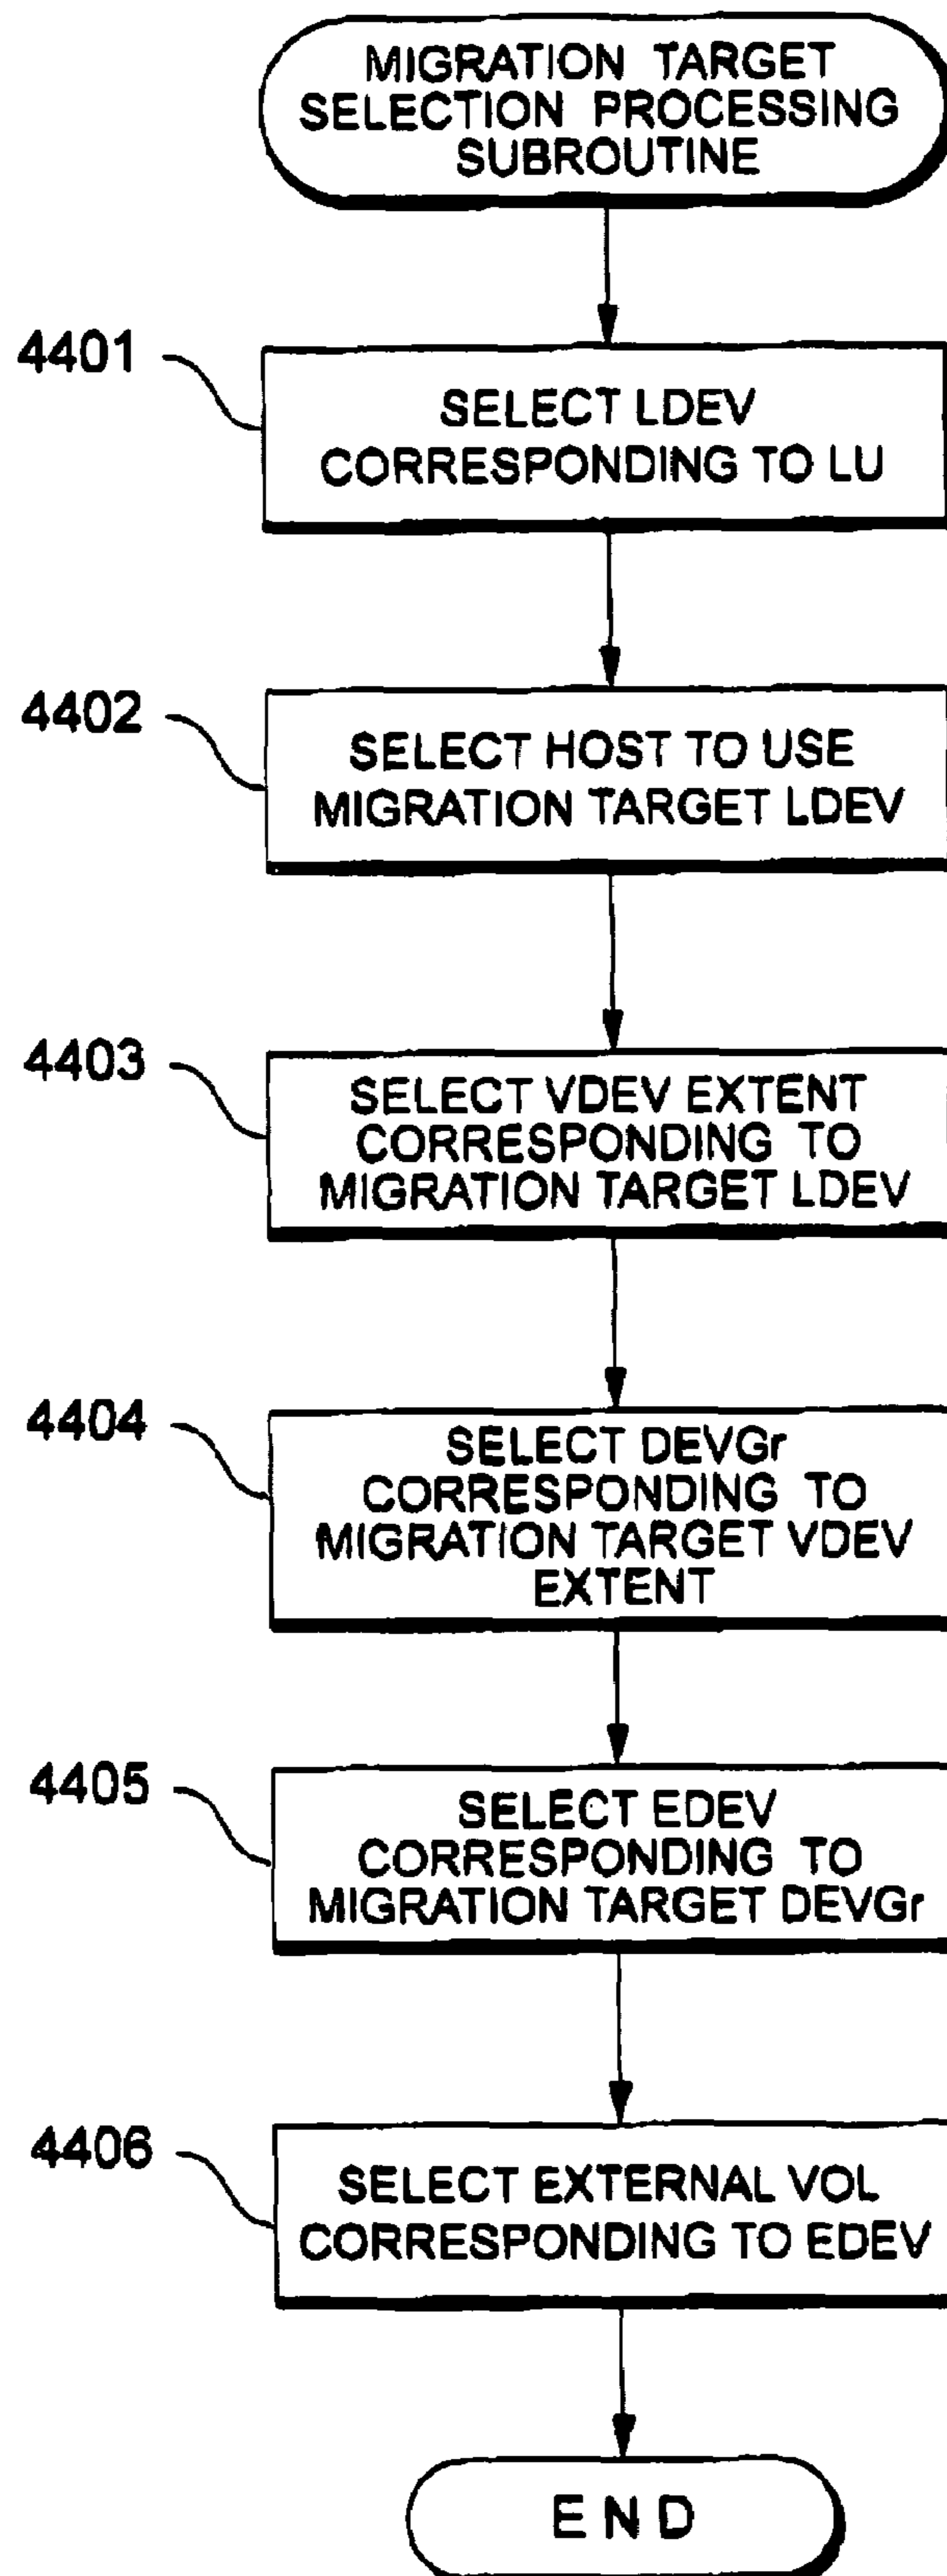 MIGRATION TARGET
SELECTION PROCESSING
SUBROUTINE
4401
SELECT LDEV
CORRESPONDING TO LU
4402
SELECT HOST TO USE
MIGRATION TARGET LDEV
4403
SELECT VDEV EXTENT
CORRESPONDING TO
MIGRATION TARGET LDEV
4404
SELECT DEVGr
CORRESPONDING TO
MIGRATION TARGET VDEV
EXTENT
4405
SELECT EDEV
CORRESPONDING TO
MIGRATION TARGET DEVGr
4406
SELECT EXTERNAL VOL
CORRESPONDING TO EDEV
END